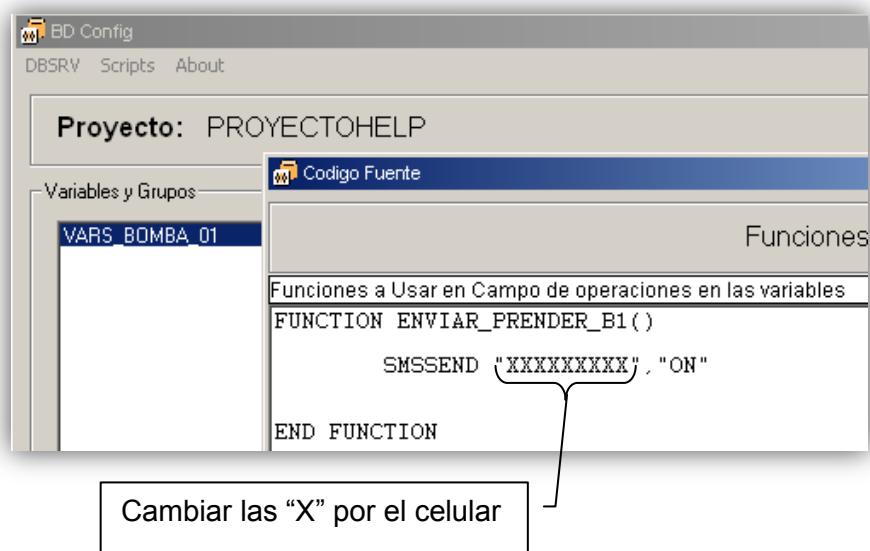 BD Config
DBSRV Scripts About
Proyecto: PROYECTOHELP
Codigo Fuente
Variables y Grupos
VARS_BOMBA_01
Funciones
Funciones a Usar en Campo de operaciones en las variables
FUNCTION ENVIAR_PRENDER_B1()
SMSSEND "XXXXXXXXX","ON"
END FUNCTION
Cambiar las “X” por el celular